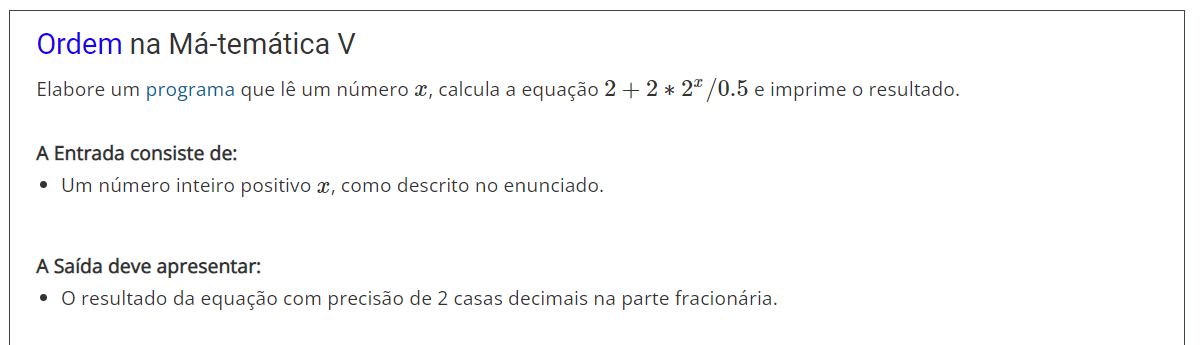 Ordem na Má-temática V
Elabore um programa que lê um número x, calcula a equação 2 + 2 * 2^x/0.5 e imprime o resultado.
A Entrada consiste de:
• Um número inteiro positivo x, como descrito no enunciado.
A Saída deve apresentar:
• O resultado da equação com precisão de 2 casas decimais na parte fracionária.